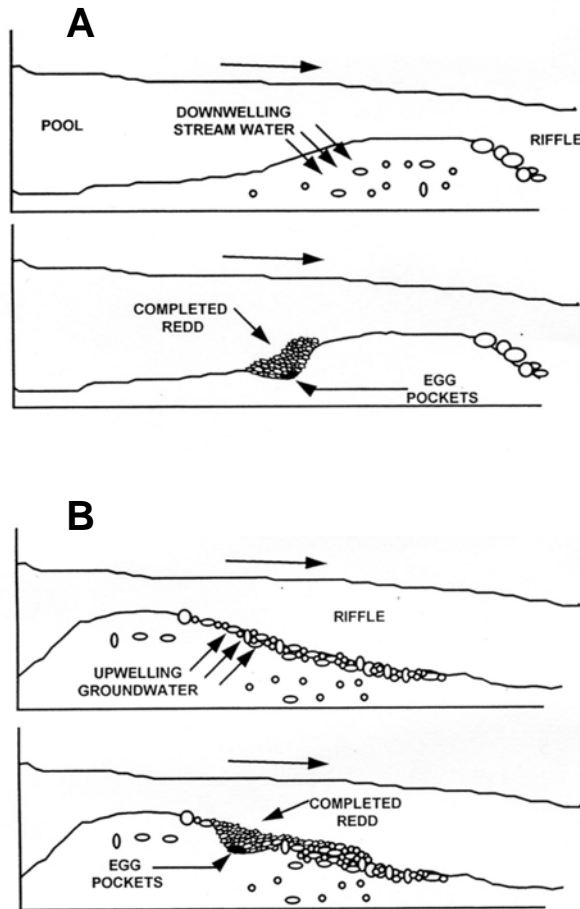 A
POOL
DOWNWELLING
STREAM WATER
RIFFLE
COMPLETED
REDD
EGG
POCKETS
B
RIFFLE
UPWELLING
GROUNDWATER
COMPLETED
REDD
EGG
POCKETS